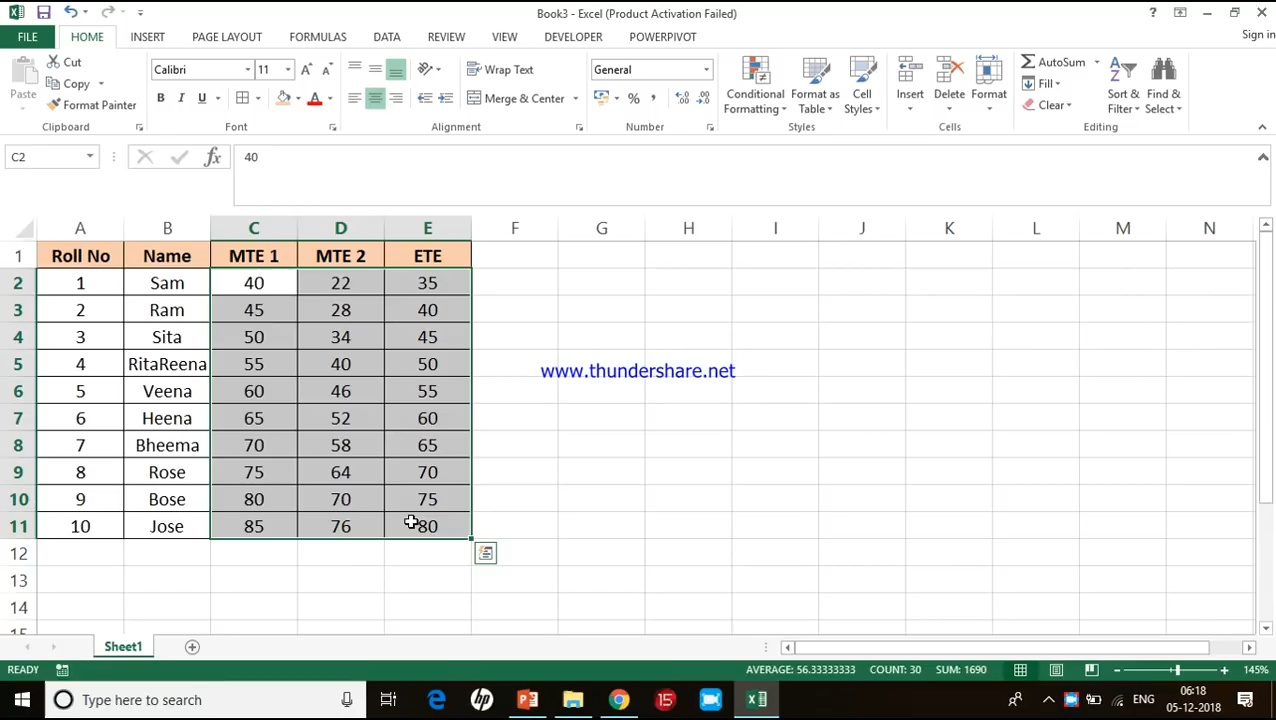 Book3 - Excel (Product Activation Failed)
?
FILE HOME INSERT PAGE LAYOUT FORMULAS DATA REVIEW VIEW DEVELOPER POWERPIVOT Sign in
Paste
Cut
Copy
Format Painter
Clipboard
Calibri 11
B I U A
Font
Wrap Text
Merge & Center
Alignment
General
% ,
Number
Conditional Formatting
Format as Table
Cell Styles
Styles
Insert
Delete
Format
Cells
AutoSum
Fill
Clear
Sort & Filter
Find & Select
Editing
C2 fx 40
A B C D E F G H I J K L M N
1 Roll No Name MTE 1 MTE 2 ETE
2 1 Sam 40 22 35
3 2 Ram 45 28 40
4 3 Sita 50 34 45
5 4 RitaReena 55 40 50
www.thundershare.net
6 5 Veena 60 46 55
7 6 Heena 65 52 60
8 7 Bheema 70 58 65
9 8 Rose 75 64 70
10 9 Bose 80 70 75
11 10 Jose 85 76 80
12
13
14
15
Sheet1
READY AVERAGE: 56.33333333 COUNT: 30 SUM: 1690 145%
Type here to search hp 15 ENG 06:18
05-12-2018